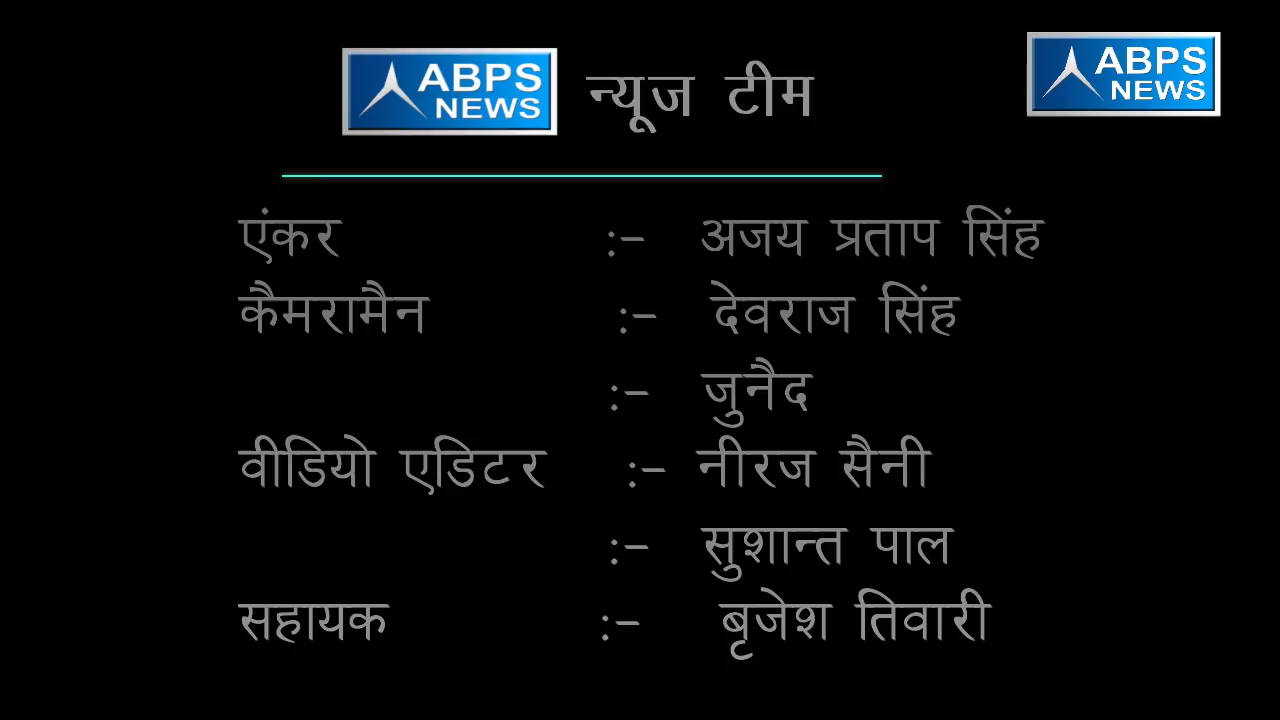 ABPS NEWS न्यूज टीम
ABPS NEWS
एंकर :- अजय प्रताप सिंह
कैमरामैन :- देवराज सिंह
:- जुनैद
वीडियो एडिटर :- नीरज सैनी
:- सुशान्त पाल
सहायक :- बृजेश तिवारी